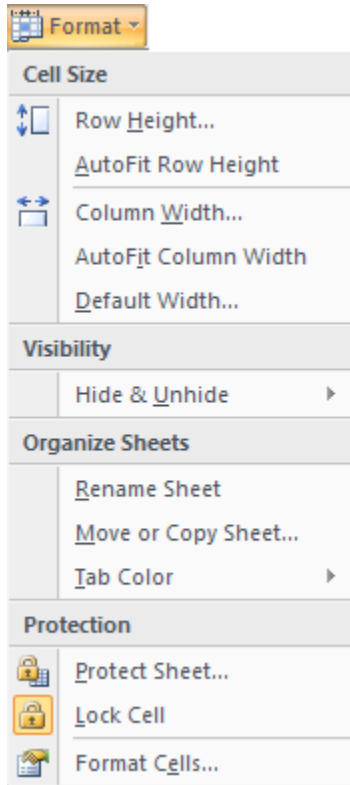 Format
Cell Size
Row Height...
AutoFit Row Height
Column Width...
AutoFit Column Width
Default Width...
Visibility
Hide & Unhide
Organize Sheets
Rename Sheet
Move or Copy Sheet...
Tab Color
Protection
Protect Sheet...
Lock Cell
Format Cells...